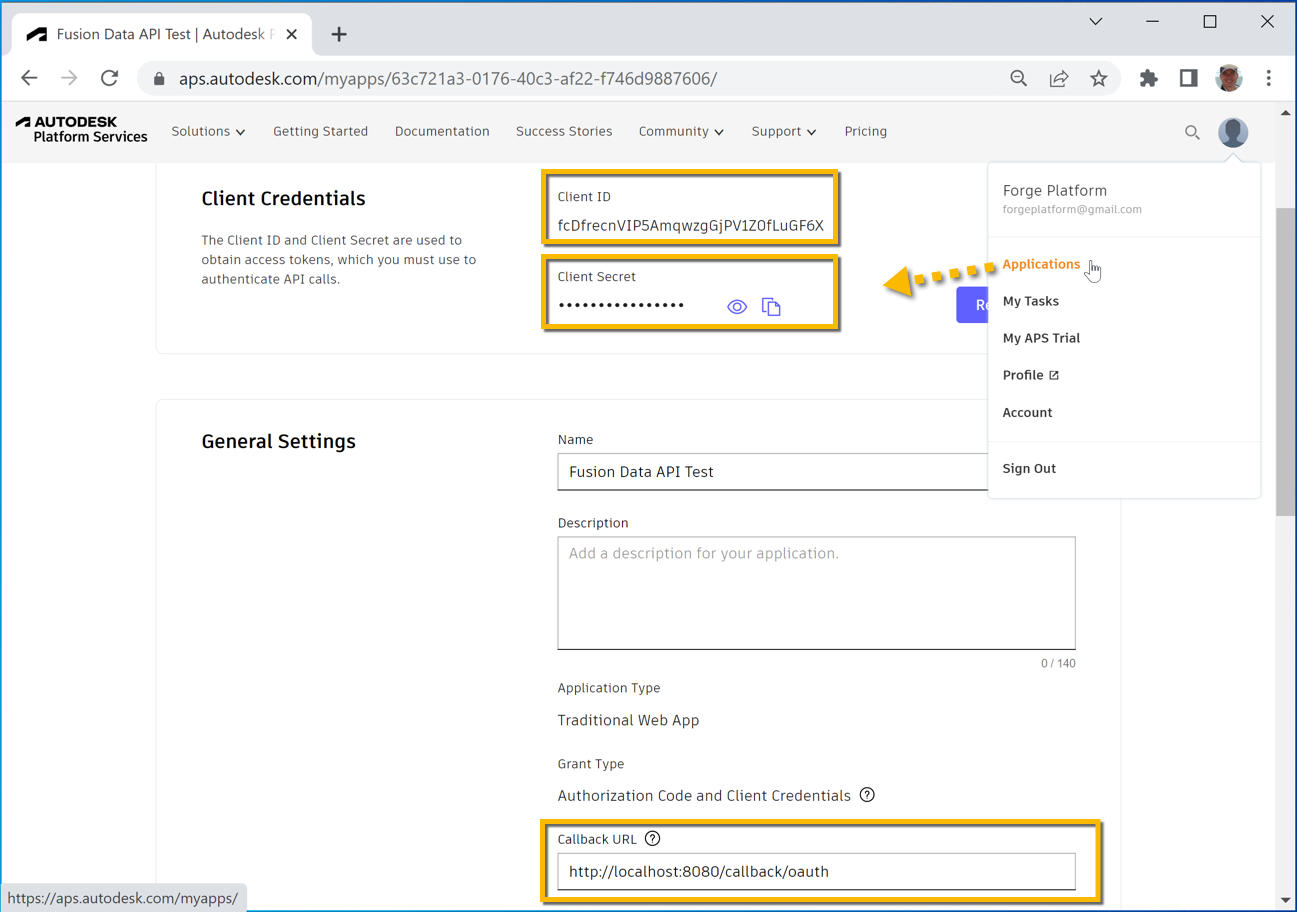 Fusion Data API Test | Autodesk
aps.autodesk.com/myapps/63c721a3-0176-40c3-af22-f746d9887606/
AUTODESK
Platform Services
Solutions
Getting Started
Documentation
Success Stories
Community
Support
Pricing
Client Credentials
The Client ID and Client Secret are used to
obtain access tokens, which you must use to
authenticate API calls.
Client ID
fcDfrecnVIP5AmqwzgGjPV1Z0fLuGF6X
Client Secret
••••••••••••••••
Forge Platform
forgeplatform@gmail.com
Applications
My Tasks
My APS Trial
Profile
Account
Sign Out
General Settings
Name
Fusion Data API Test
Description
Add a description for your application.
0 / 140
Application Type
Traditional Web App
Grant Type
Authorization Code and Client Credentials
Callback URL
http://localhost:8080/callback/oauth
https://aps.autodesk.com/myapps/